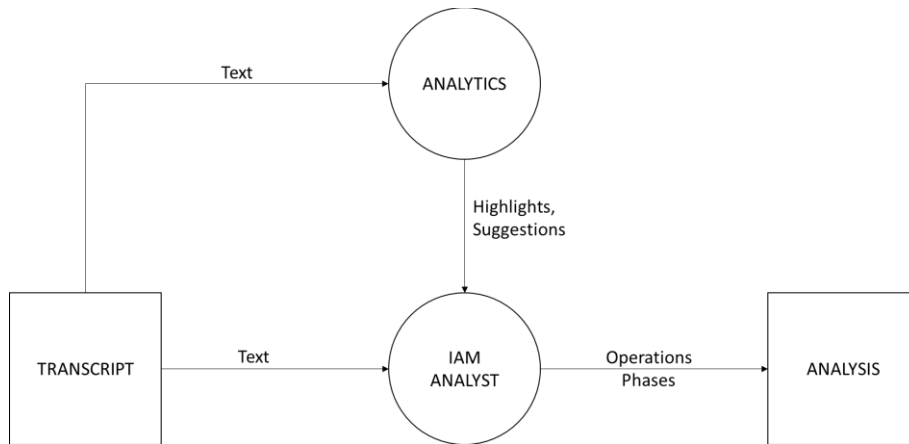 Text
ANALYTICS
Highlights,
Suggestions
TRANSCRIPT
Text
IAM
ANALYST
Operations
Phases
ANALYSIS